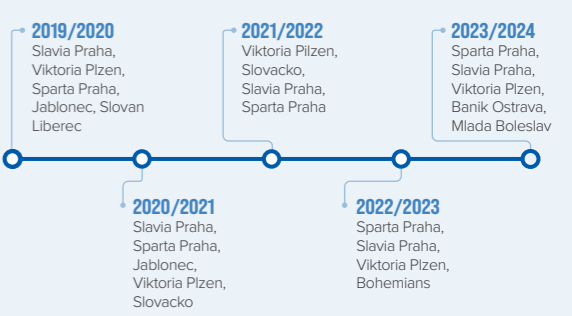 2019/2020
Slavia Praha,
Viktoria Plzen,
Sparta Praha,
Jablonec, Slovan
Liberec
2020/2021
Slavia Praha,
Sparta Praha,
Jablonec,
Viktoria Plzen,
Slovacko
2021/2022
Viktoria Pilzen,
Slovacko,
Slavia Praha,
Sparta Praha
2022/2023
Sparta Praha,
Slavia Praha,
Viktoria Plzen,
Bohemians
2023/2024
Sparta Praha,
Slavia Praha,
Viktoria Plzen,
Banik Ostrava,
Mlada Boleslav